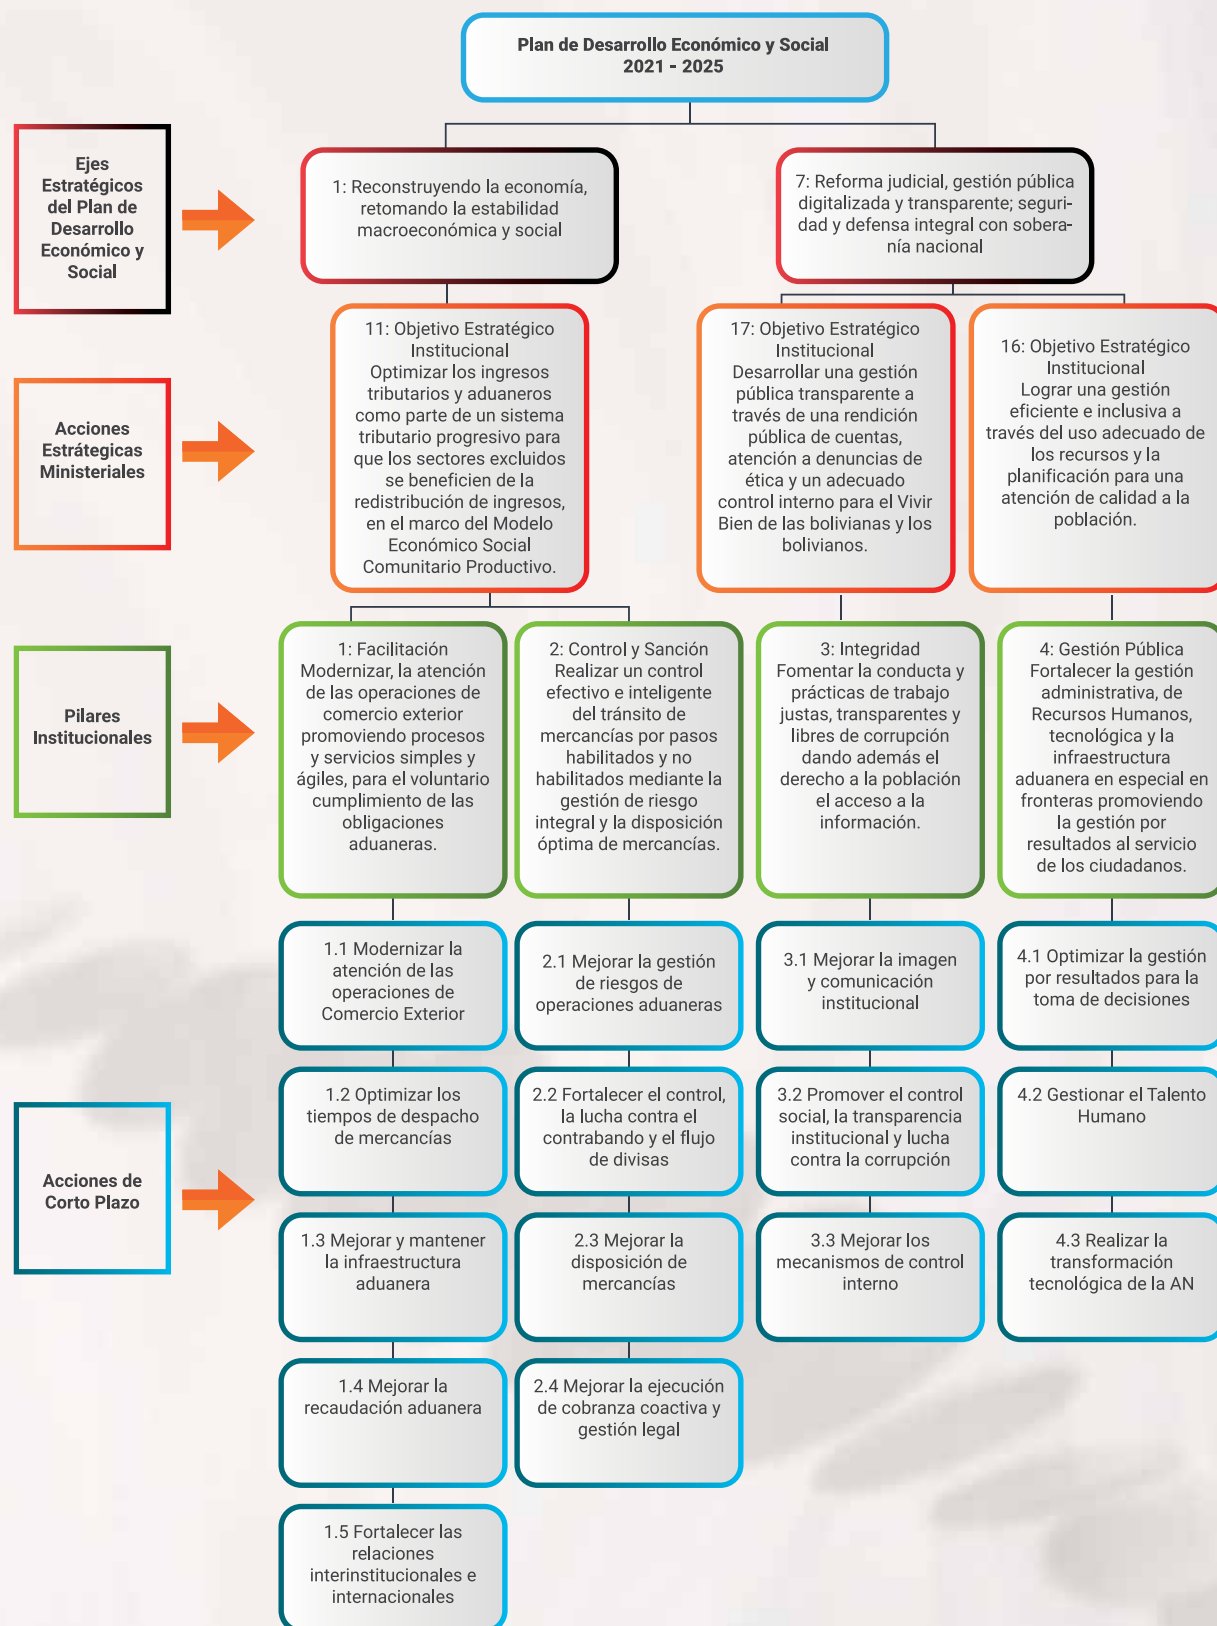 Plan de Desarrollo Económico y Social
2021 - 2025
Ejes
Estratégicos
del Plan de
Desarrollo
Económico y
Social
1: Reconstruyendo la economía,
retomando la estabilidad
macroeconómica y social
7: Reforma judicial, gestión pública
digitalizada y transparente; seguri-
dad y defensa integral con sobera-
nía nacional
Acciones
Estrátegicas
Ministeriales
11: Objetivo Estratégico
Institucional
Optimizar los ingresos
tributarios y aduaneros
como parte de un sistema
tributario progresivo para
que los sectores excluidos
se beneficien de la
redistribución de ingresos,
en el marco del Modelo
Económico Social
Comunitario Productivo.
17: Objetivo Estratégico
Institucional
Desarrollar una gestión
pública transparente a
través de una rendición
pública de cuentas,
atención a denuncias de
ética y un adecuado
control interno para el Vivir
Bien de las bolivianas y los
bolivianos.
16: Objetivo Estratégico
Institucional
Lograr una gestión
eficiente e inclusiva a
través del uso adecuado de
los recursos y la
planificación para una
atención de calidad a la
población.
Pilares
Institucionales
1: Facilitación
Modernizar, la atención
de las operaciones de
comercio exterior
promoviendo procesos
y servicios simples y
ágiles, para el voluntario
cumplimiento de las
obligaciones
aduaneras.
2: Control y Sanción
Realizar un control
efectivo e inteligente
del tránsito de
mercancías por pasos
habilitados y no
habilitados mediante la
gestión de riesgo
integral y la disposición
óptima de mercancías.
3: Integridad
Fomentar la conducta y
prácticas de trabajo
justas, transparentes y
libres de corrupción
dando además el
derecho a la población
el acceso a la
información.
4: Gestión Pública
Fortalecer la gestión
administrativa, de
Recursos Humanos,
tecnológica y la
infraestructura
aduanera en especial en
fronteras promoviendo
la gestión por
resultados al servicio
de los ciudadanos.
Acciones de
Corto Plazo
1.1 Modernizar la
atención de las
operaciones de
Comercio Exterior
2.1 Mejorar la gestión
de riesgos de
operaciones aduaneras
3.1 Mejorar la imagen
y comunicación
institucional
4.1 Optimizar la gestión
por resultados para la
toma de decisiones
1.2 Optimizar los
tiempos de despacho
de mercancías
2.2 Fortalecer el control,
la lucha contra el
contrabando y el flujo
de divisas
3.2 Promover el control
social, la transparencia
institucional y lucha
contra la corrupción
4.2 Gestionar el Talento
Humano
1.3 Mejorar y mantener
la infraestructura
aduanera
2.3 Mejorar la
disposición de
mercancías
3.3 Mejorar los
mecanismos de control
interno
4.3 Realizar la
transformación
tecnológica de la AN
1.4 Mejorar la
recaudación aduanera
2.4 Mejorar la ejecución
de cobranza coactiva y
gestión legal
1.5 Fortalecer las
relaciones
interinstitucionales e
internacionales